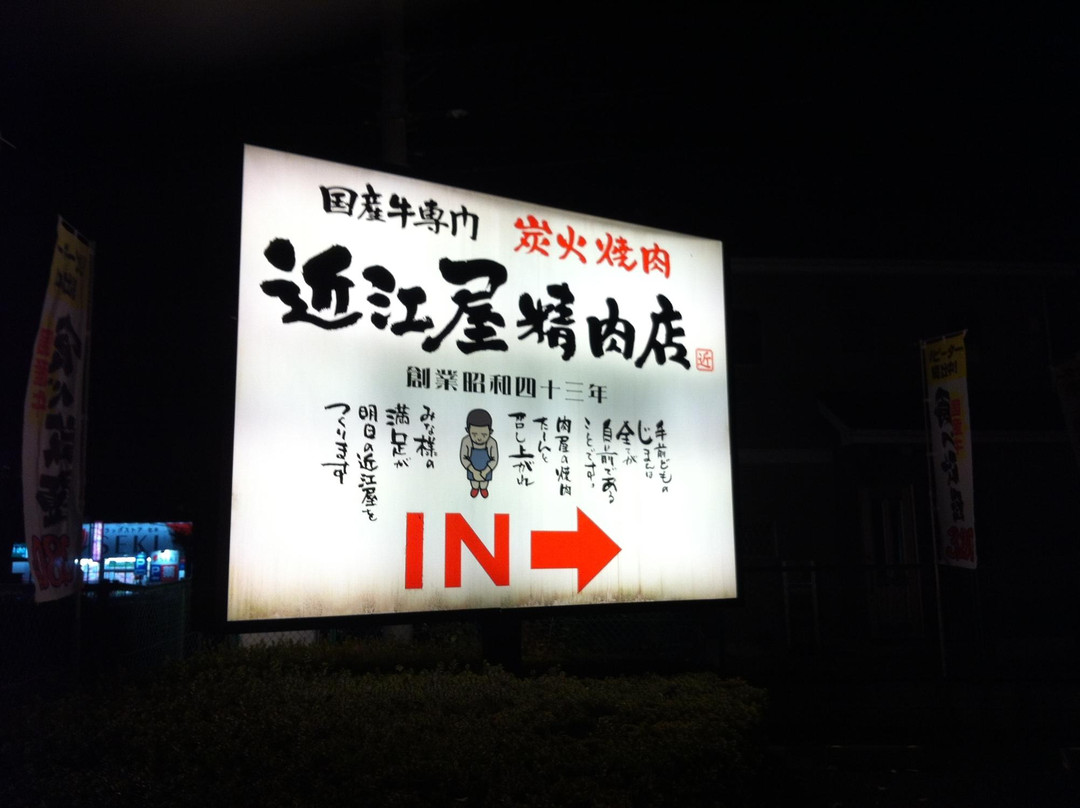 国産牛専門
炭火焼肉
近江屋精肉店
近
創業昭和四十三年
手前どもの
じまんは
全てが
自前である
ことです。
肉屋の焼肉
たーんと
召し上がれ
みな様の
満足が
明日の近江屋を
つくります
IN
SEKI